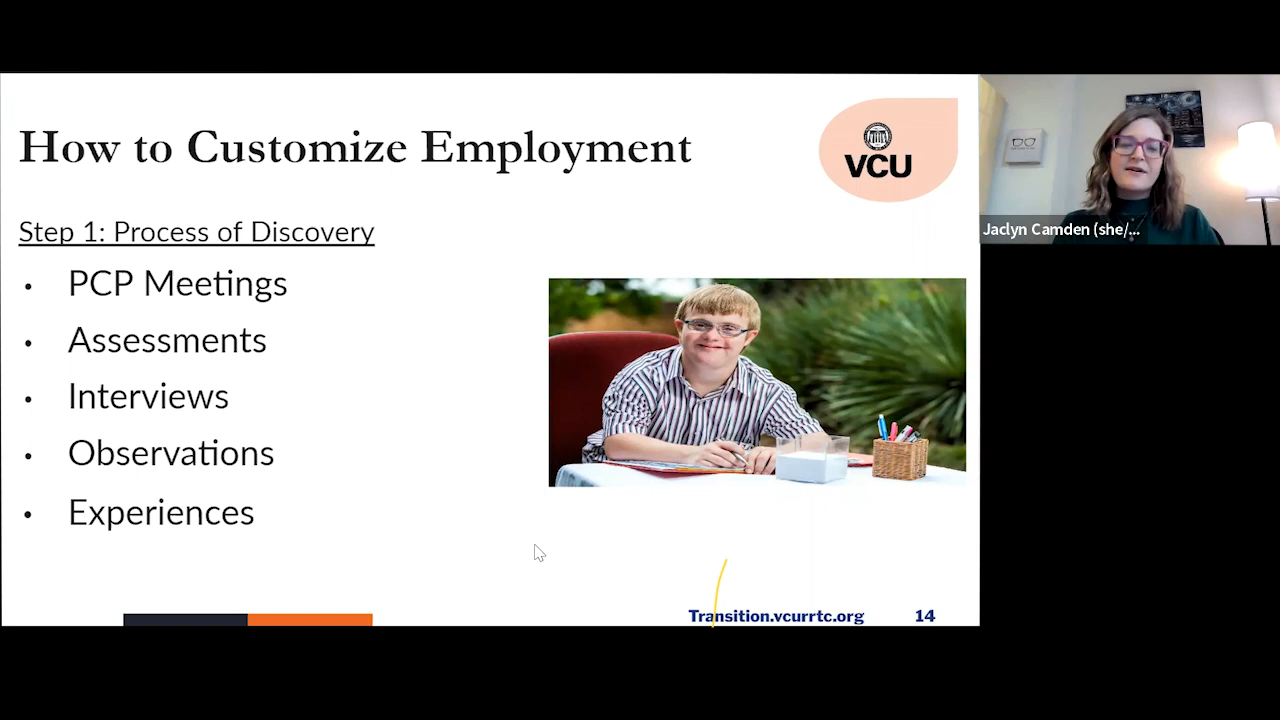 How to Customize Employment
VCU
Step 1: Process of Discovery
• PCP Meetings
• Assessments
• Interviews
• Observations
• Experiences
Transition.vcurrtc.org
14
Jaclyn Camden (she/...